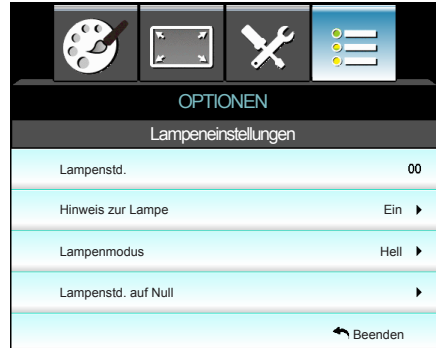 OPTIONEN
Lampeneinstellungen
Lampenstd. 00
Hinweis zur Lampe Ein
Lampenmodus Hell
Lampenstd. auf Null
Beenden